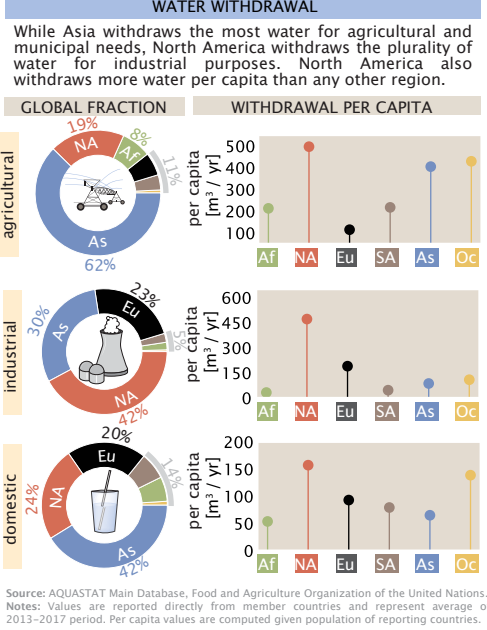 WATER WITHDRAWAL
While Asia withdraws the most water for agricultural and
municipal needs, North America withdraws the plurality of
water for industrial purposes. North America also
withdraws more water per capita than any other region.
GLOBAL FRACTION
WITHDRAWAL PER CAPITA
agricultural
19%
8%
11%
NA
Af
As
62%
per capita
[m³ / yr]
500
400
300
200
100
Af NA Eu SA As Oc
industrial
30%
23%
5%
As
Eu
NA
42%
per capita
[m³ / yr]
600
450
300
150
0
Af NA Eu SA As Oc
domestic
20%
24%
14%
Eu
NA
As
42%
per capita
[m³ / yr]
200
150
100
50
0
Af NA Eu SA As Oc
Source: AQUASTAT Main Database, Food and Agriculture Organization of the United Nations.
Notes: Values are reported directly from member countries and represent average o
2013-2017 period. Per capita values are computed given population of reporting countries.